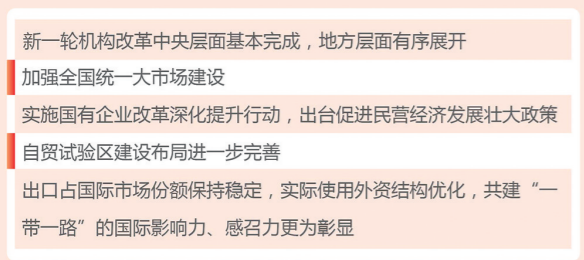 新一轮机构改革中央层面基本完成，地方层面有序展开
加强全国统一大市场建设
实施国有企业改革深化提升行动，出台促进民营经济发展壮大政策
自贸试验区建设布局进一步完善
出口占国际市场份额保持稳定，实际使用外资结构优化，共建“一
带一路”的国际影响力、感召力更为彰显